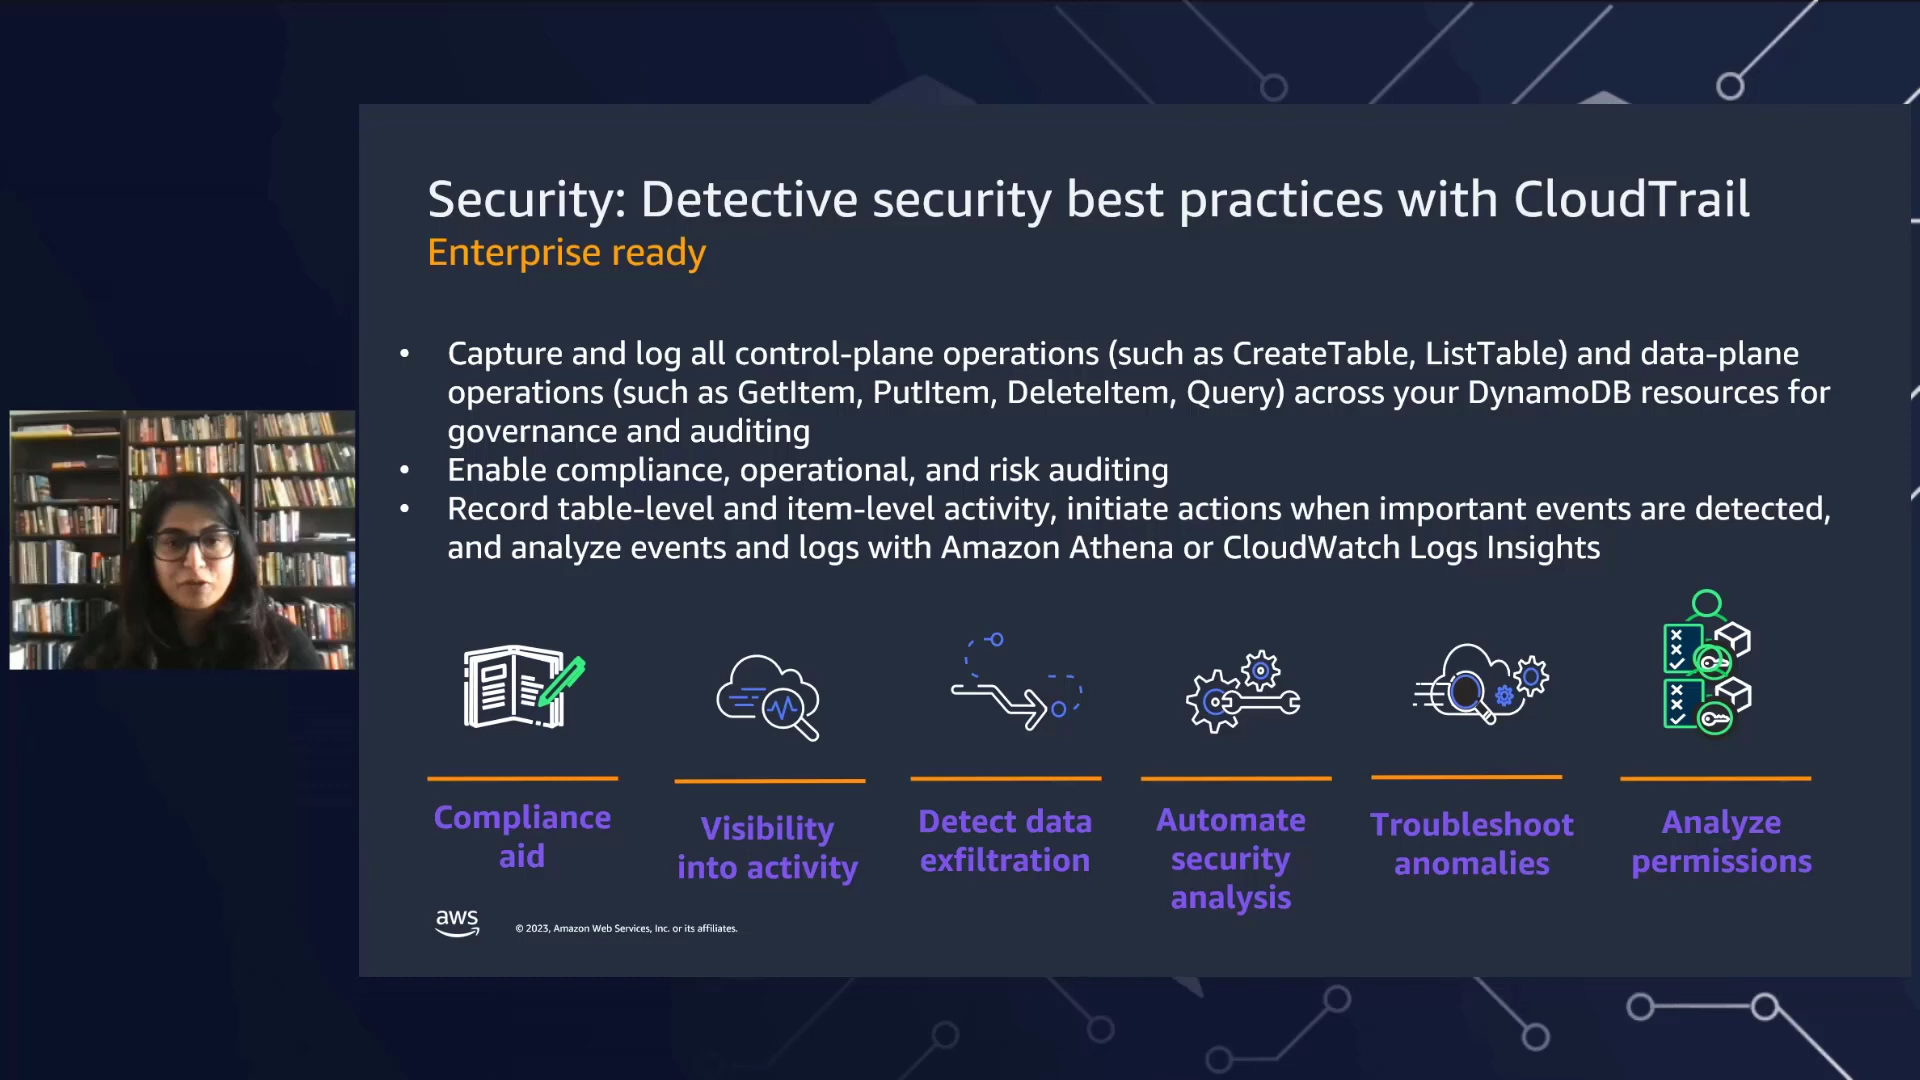 Security: Detective security best practices with CloudTrail
Enterprise ready
• Capture and log all control-plane operations (such as CreateTable, ListTable) and data-plane
operations (such as GetItem, PutItem, DeleteItem, Query) across your DynamoDB resources for
governance and auditing
• Enable compliance, operational, and risk auditing
• Record table-level and item-level activity, initiate actions when important events are detected,
and analyze events and logs with Amazon Athena or CloudWatch Logs Insights
Compliance
aid
Visibility
into activity
Detect data
exfiltration
Automate
security
analysis
Troubleshoot
anomalies
Analyze
permissions
aws
© 2023, Amazon Web Services, Inc. or its affiliates.